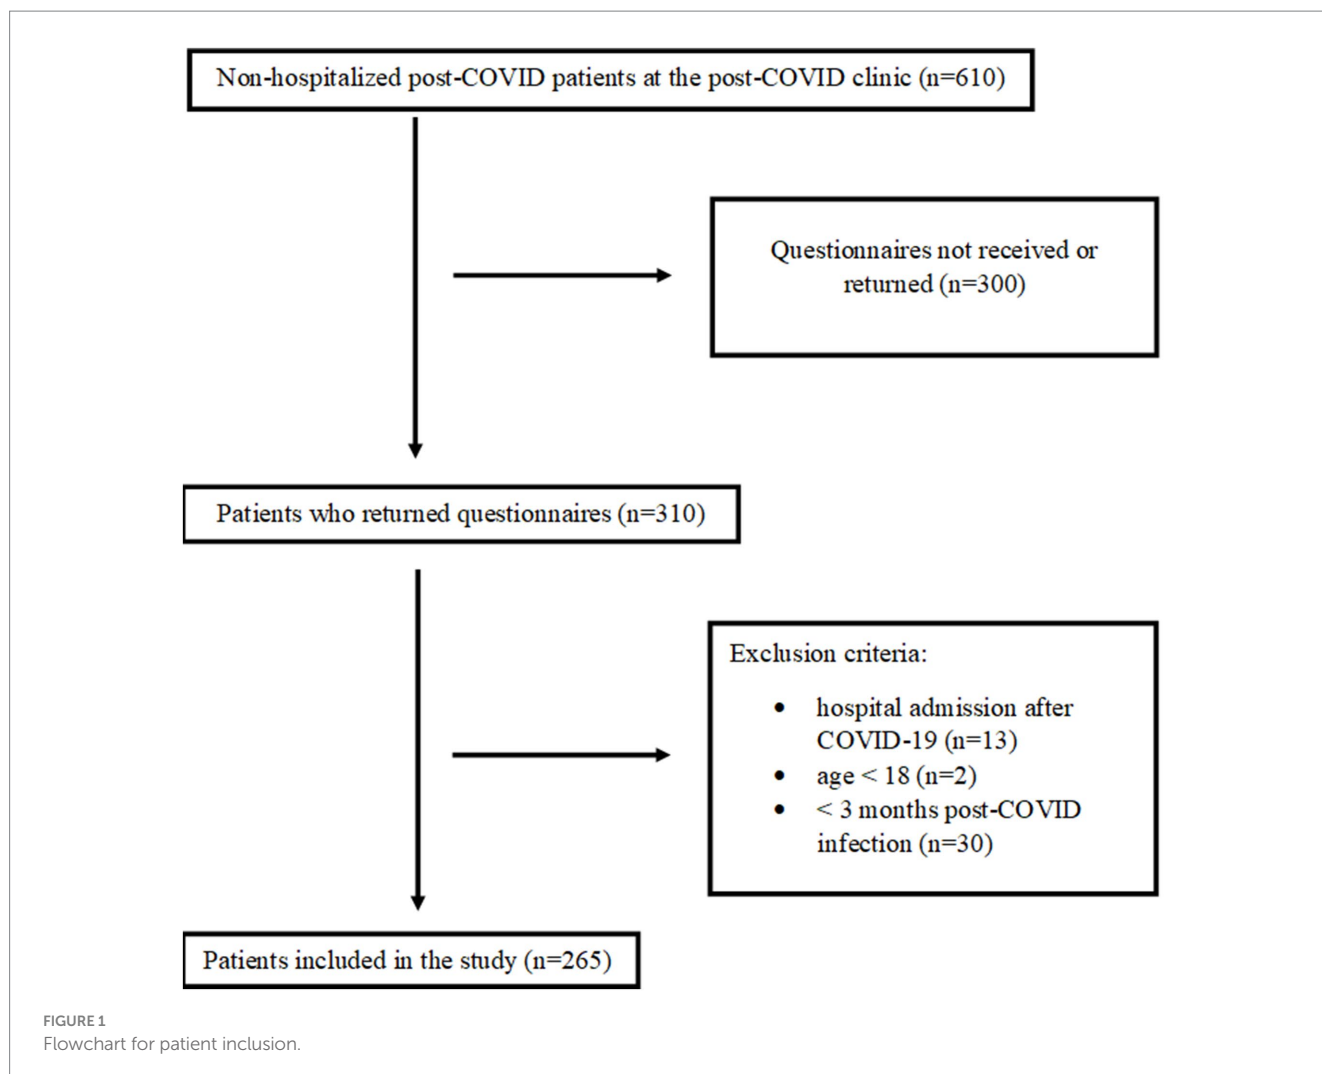 Non-hospitalized post-COVID patients at the post-COVID clinic (n=610)
Questionnaires not received or
returned (n=300)
Patients who returned questionnaires (n=310)
Exclusion criteria:
• hospital admission after
COVID-19 (n=13)
• age < 18 (n=2)
• < 3 months post-COVID
infection (n=30)
Patients included in the study (n=265)
FIGURE 1
Flowchart for patient inclusion.